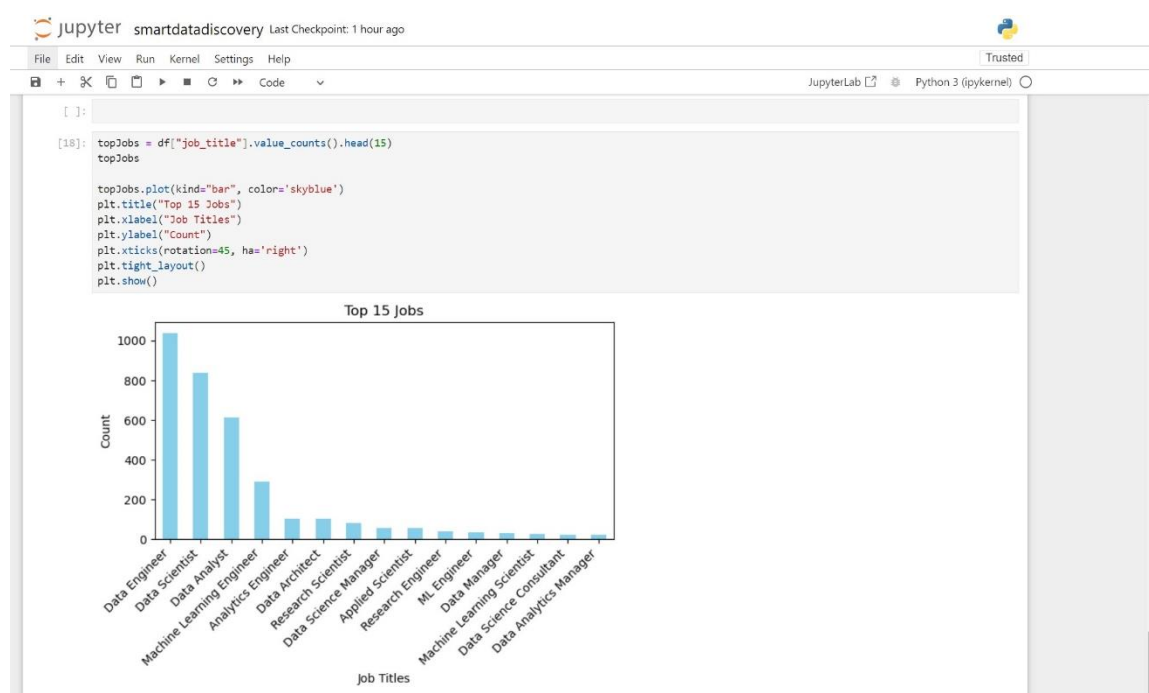 jupyter smartdatadiscovery Last Checkpoint: 1 hour ago
File Edit View Run Kernel Settings Help Trusted
Code JupyterLab Python 3 (ipykernel)
[ ]:
[18]: topJobs = df["job_title"].value_counts().head(15)
topJobs
topJobs.plot(kind="bar", color='skyblue')
plt.title("Top 15 Jobs")
plt.xlabel("Job Titles")
plt.ylabel("Count")
plt.xticks(rotation=45, ha='right')
plt.tight_layout()
plt.show()
Top 15 Jobs
Count
1000
800
600
400
200
0
Data Engineer
Data Scientist
Data Analyst
Machine Learning Engineer
Analytics Engineer
Data Architect
Research Scientist
Data Science Manager
Applied Scientist
Research Engineer
ML Engineer
Data Manager
Machine Learning Scientist
Data Science Consultant
Data Analytics Manager
Job Titles